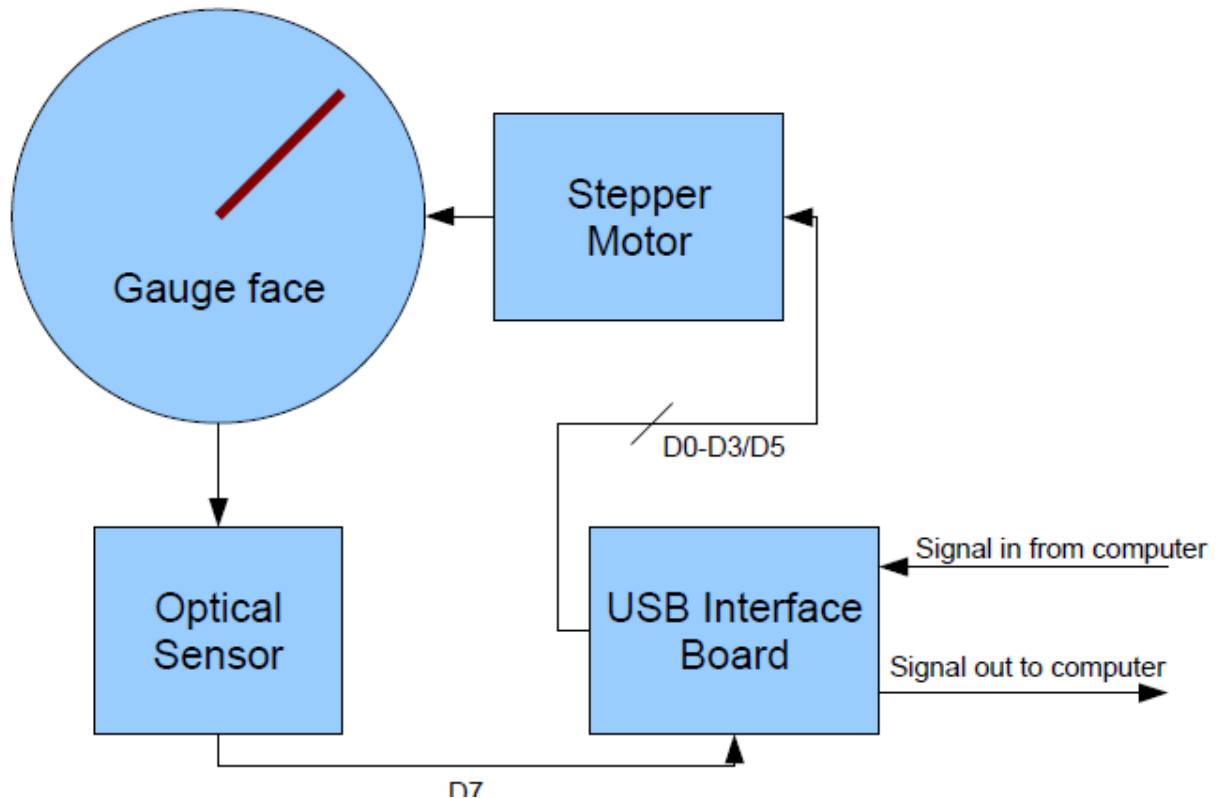 Gauge face
Stepper
Motor
D0-D3/D5
Optical
Sensor
USB Interface
Board
Signal in from computer
Signal out to computer
D7